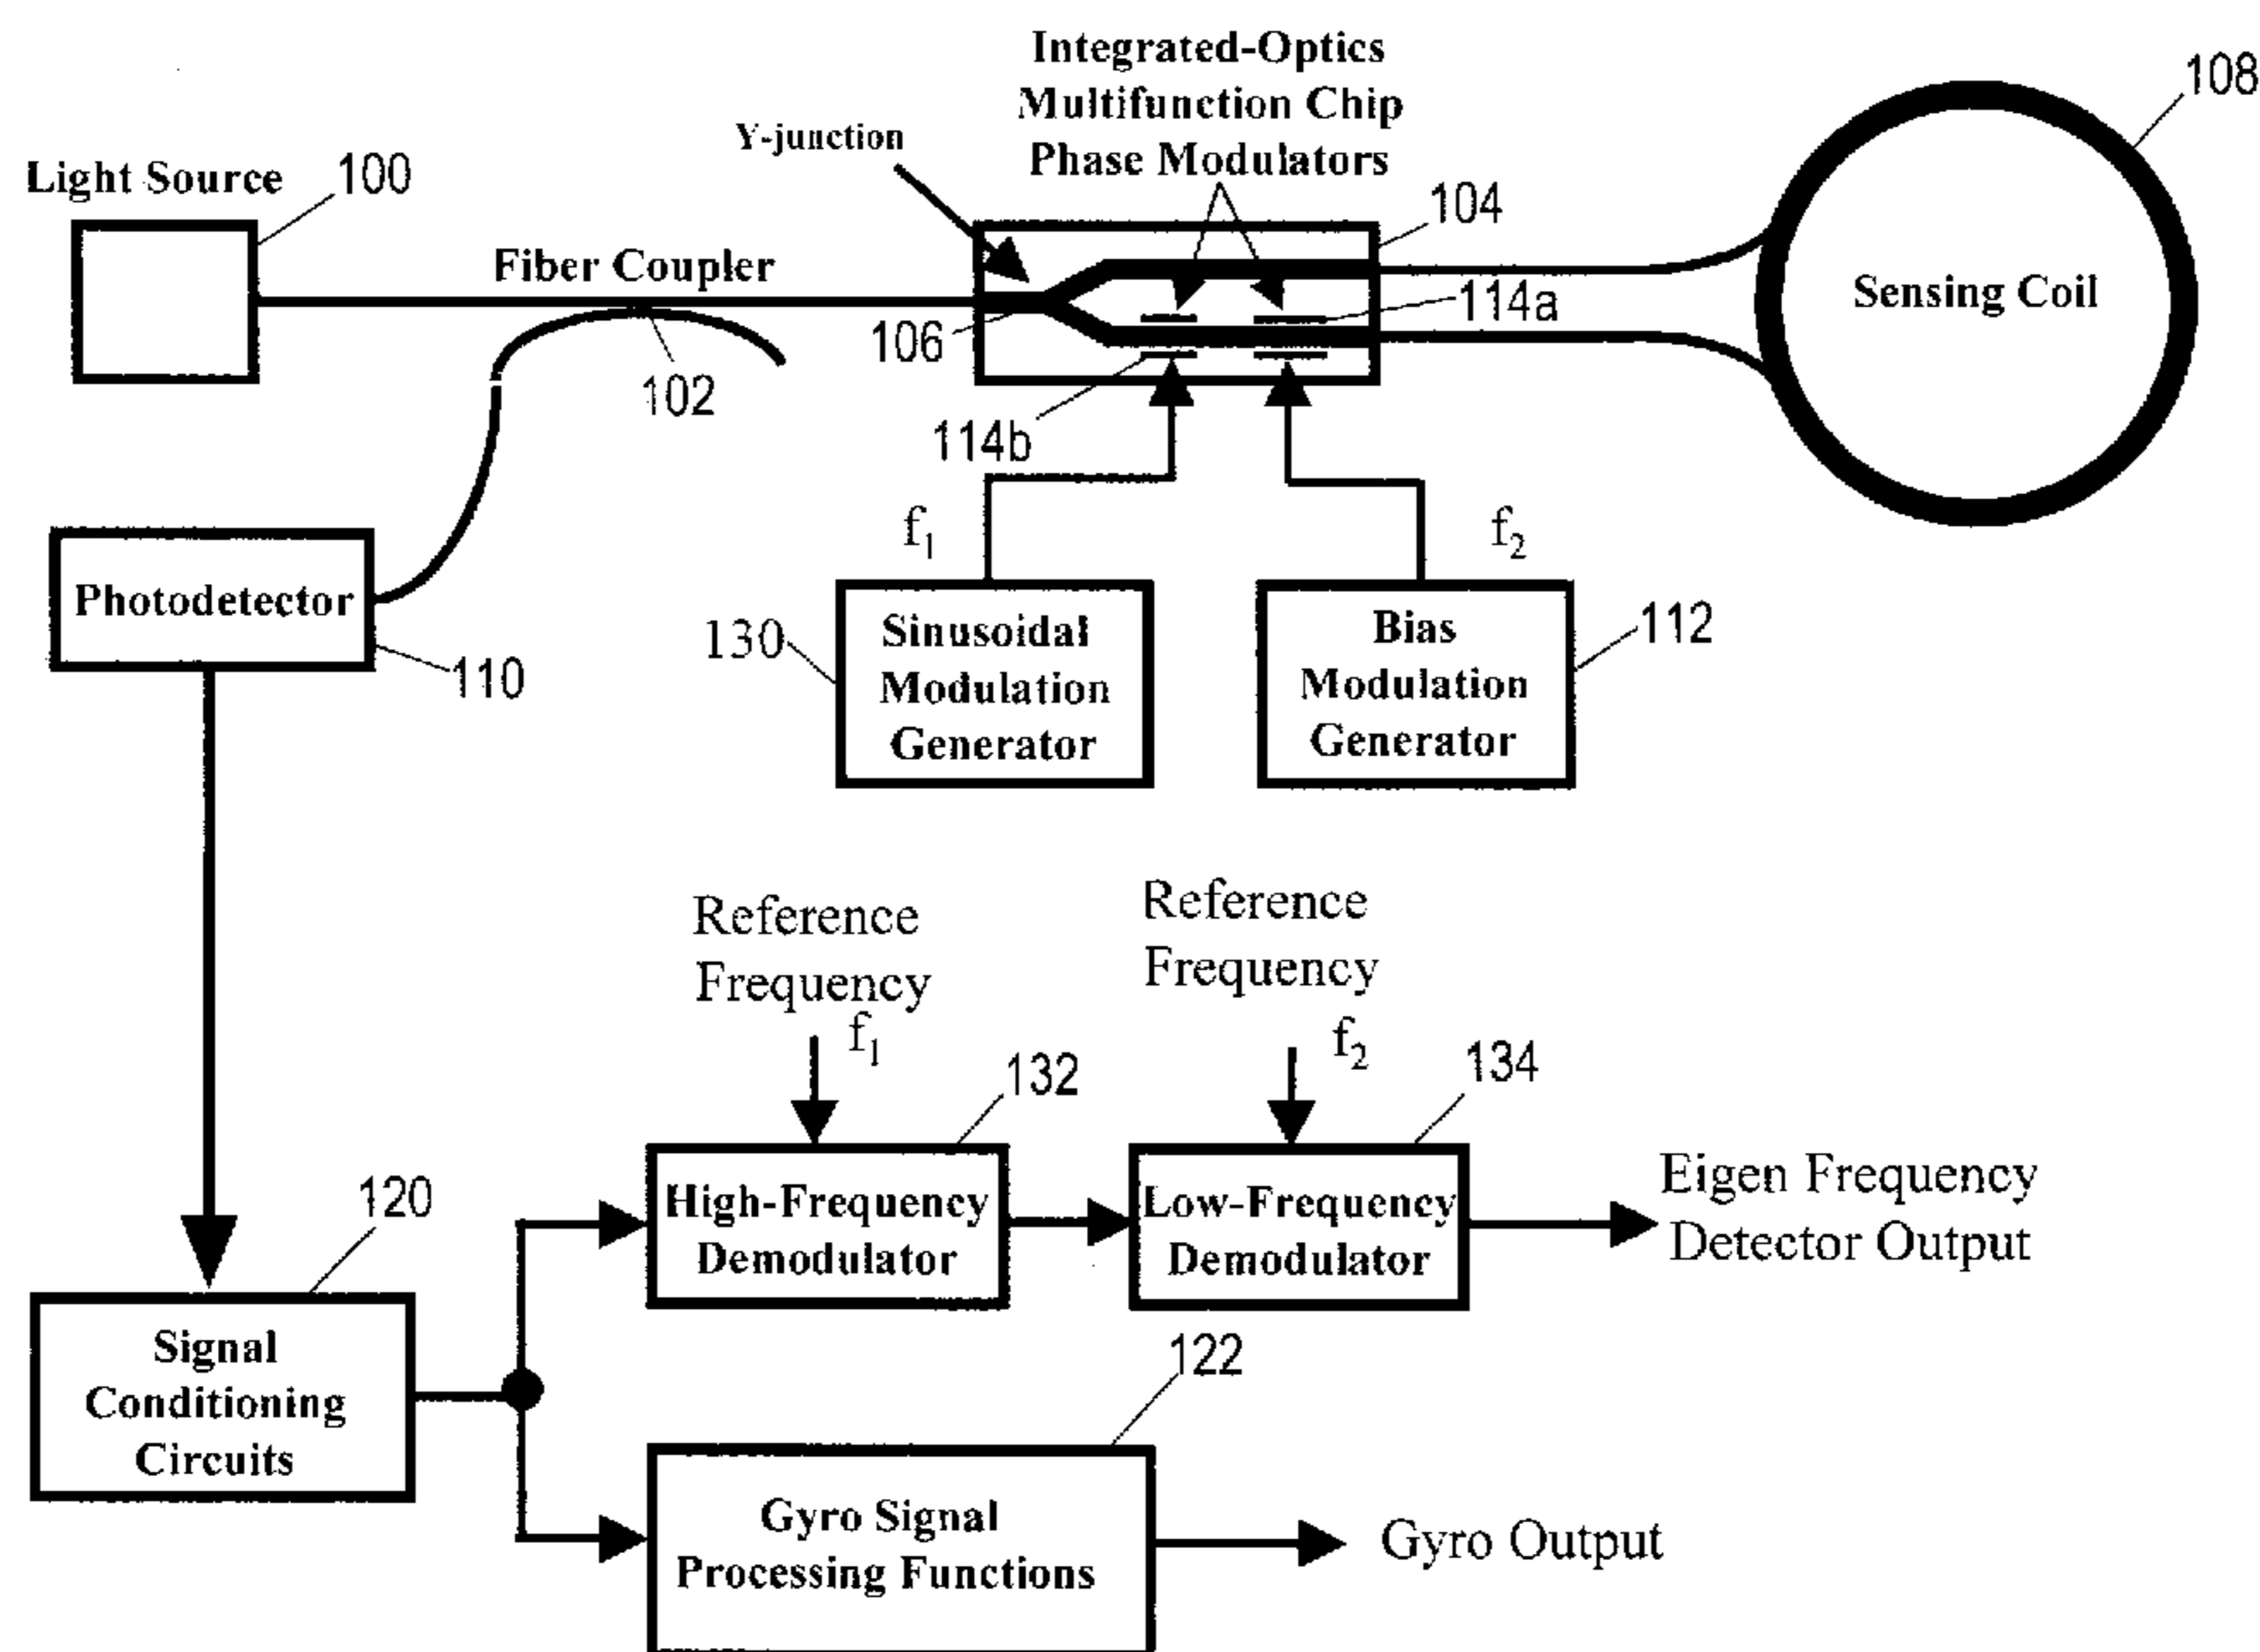 Integrated-Optics
Multifunction Chip
Phase Modulators
108
Y-junction
Light Source
100
104
Fiber Coupler
Sensing Coil
114a
106
102
114b
f1
f2
Photodetector
110
130
Sinusoidal
Modulation
Generator
Bias
Modulation
Generator
112
Reference
Frequency
f1
Reference
Frequency
f2
132
134
High-Frequency
Demodulator
Low-Frequency
Demodulator
Eigen Frequency
Detector Output
120
Signal
Conditioning
Circuits
122
Gyro Signal
Processing Functions
Gyro Output